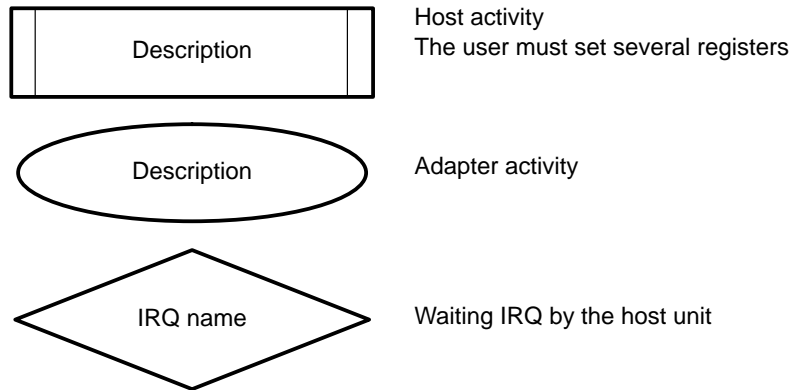 Description
Host activity
The user must set several registers
Description
Adapter activity
IRQ name
Waiting IRQ by the host unit